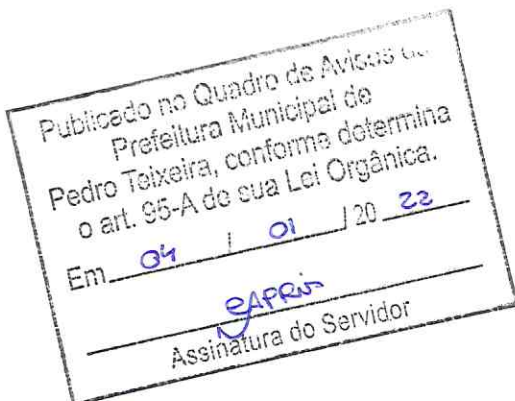 Publicado no Quadro de Avisos da
Prefeitura Municipal de
Pedro Teixeira, conforme determina
o art. 95-A de sua Lei Orgânica.
Em 04 / 01 / 20 22
Assinatura do Servidor